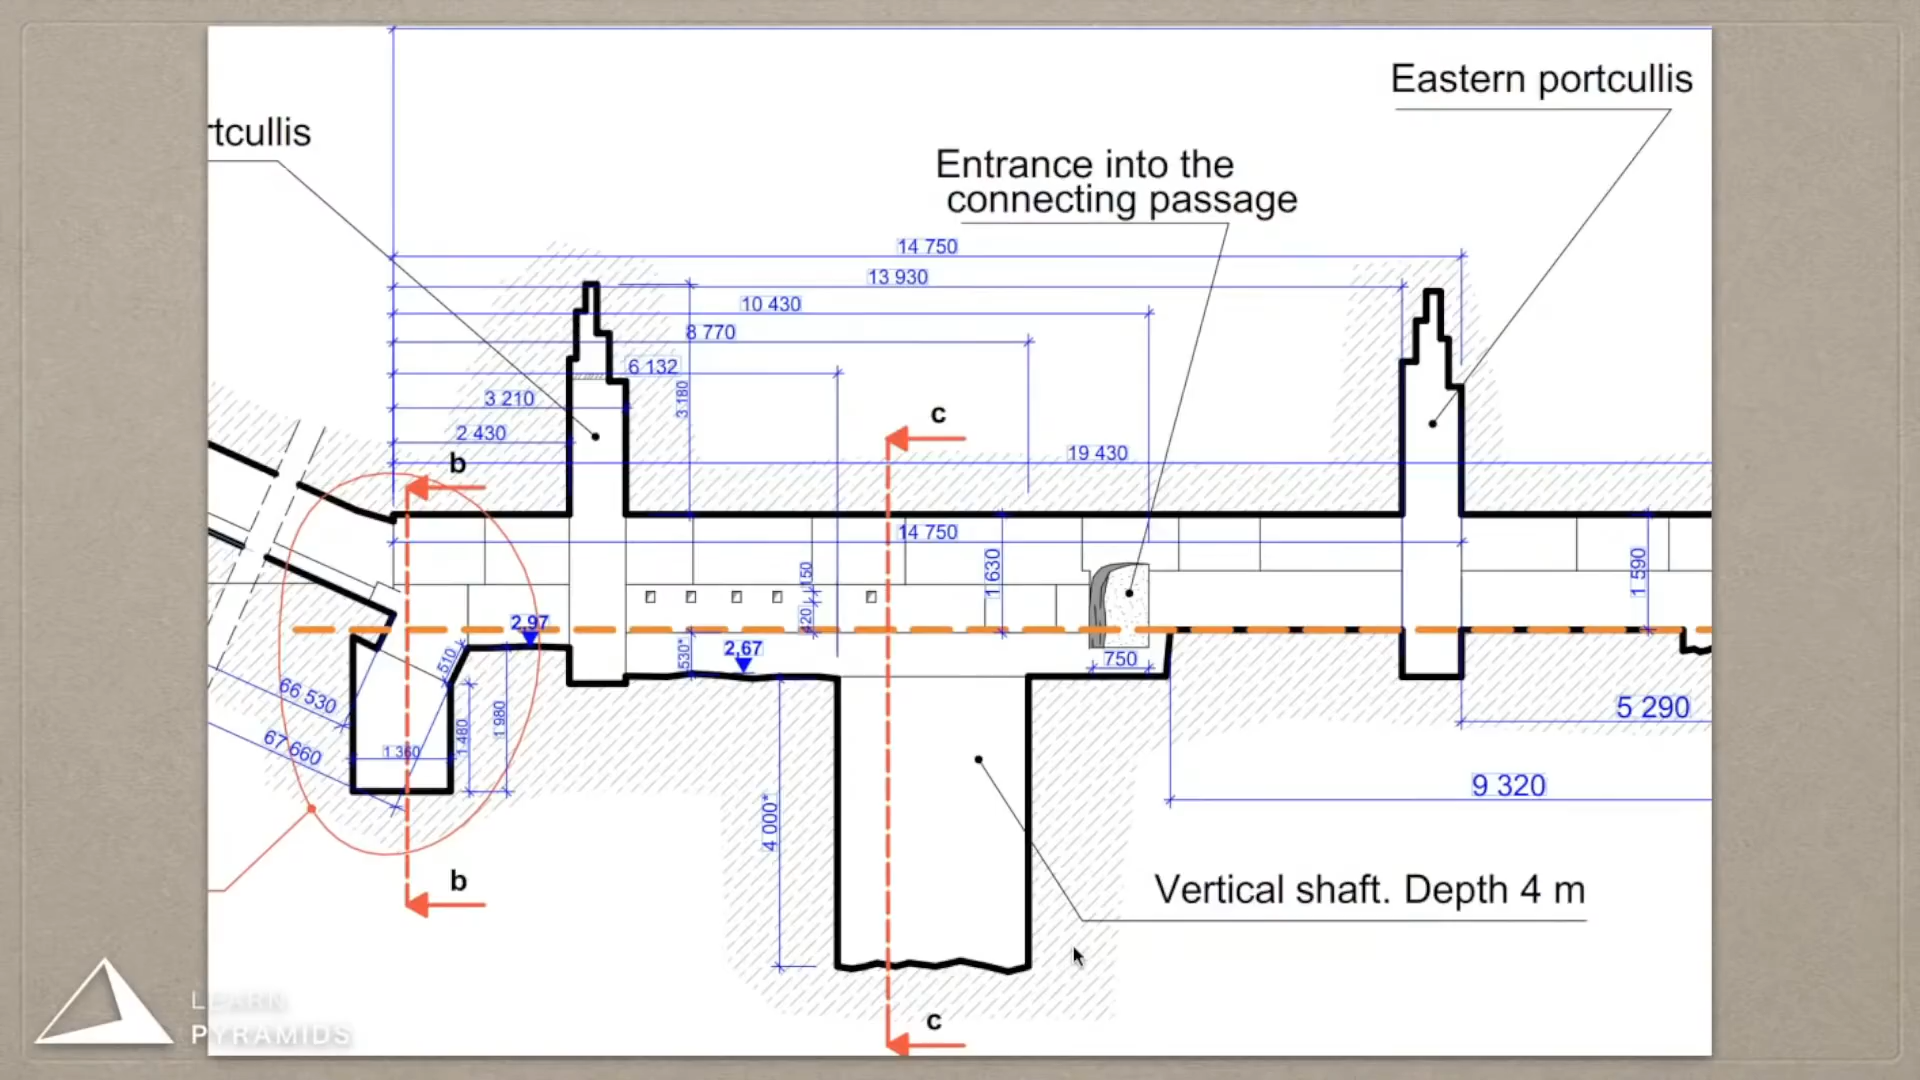 Eastern portcullis
rtcullis
Entrance into the
connecting passage
14 750
13 930
10 430
8 770
6 132
3 180
3 210
2 430
c
19 430
b
14 750
150
1 630
1 590
420
2,97
2,67
530*
510
750
66 530
67 660
1 360
1 480
1 980
5 290
9 320
4 000*
b
Vertical shaft. Depth 4 m
c
LEARN
PYRAMIDS